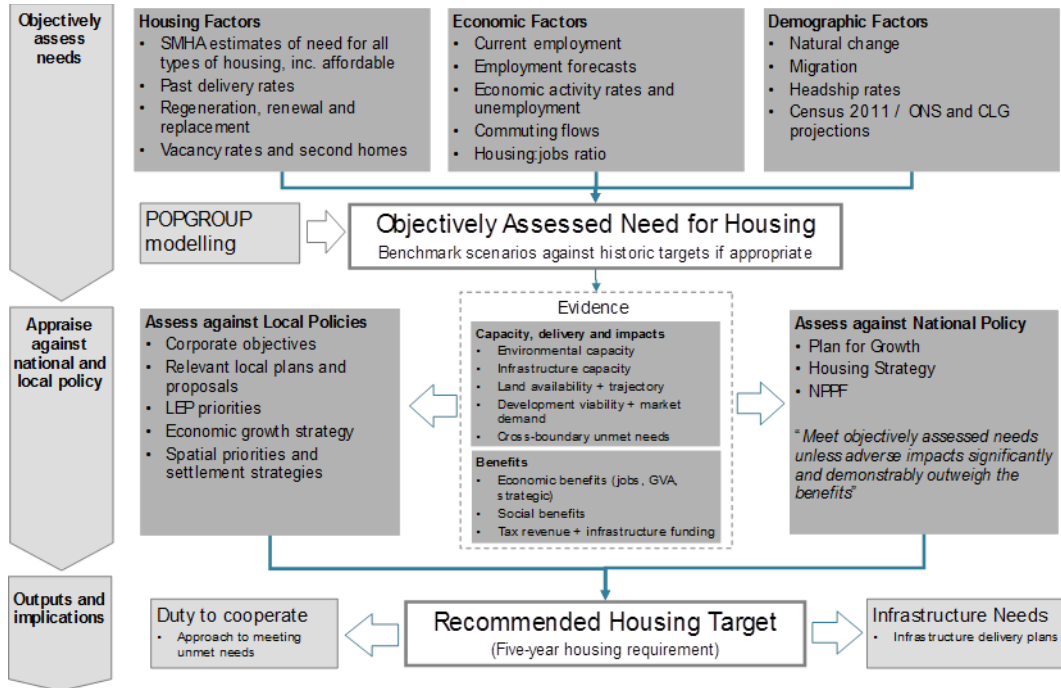 Objectively
assess
needs
Housing Factors
• SMHA estimates of need for all
types of housing, inc. affordable
• Past delivery rates
• Regeneration, renewal and
replacement
• Vacancy rates and second homes
Economic Factors
• Current employment
• Employment forecasts
• Economic activity rates and
unemployment
• Commuting flows
• Housing:jobs ratio
Demographic Factors
• Natural change
• Migration
• Headship rates
• Census 2011 / ONS and CLG
projections
POPGROUP
modelling
Objectively Assessed Need for Housing
Benchmark scenarios against historic targets if appropriate
Appraise
against
national and
local policy
Assess against Local Policies
• Corporate objectives
• Relevant local plans and
proposals
• LEP priorities
• Economic growth strategy
• Spatial priorities and
settlement strategies
Evidence
Capacity, delivery and impacts
• Environmental capacity
• Infrastructure capacity
• Land availability + trajectory
• Development viability + market
demand
• Cross-boundary unmet needs
Benefits
• Economic benefits (jobs, GVA,
strategic)
• Social benefits
• Tax revenue + infrastructure funding
Assess against National Policy
• Plan for Growth
• Housing Strategy
• NPPF
"Meet objectively assessed needs
unless adverse impacts significantly
and demonstrably outweigh the
benefits"
Outputs and
implications
Duty to cooperate
• Approach to meeting
unmet needs
Recommended Housing Target
(Five-year housing requirement)
Infrastructure Needs
• Infrastructure delivery plans